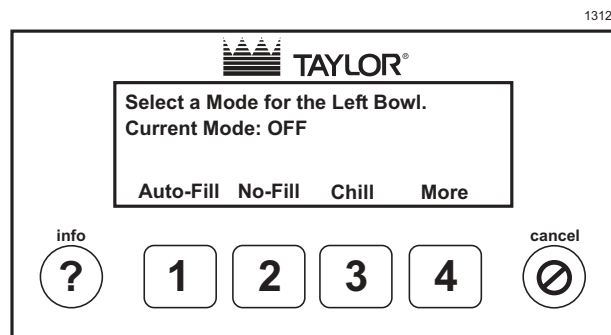 1312
TAYLOR®
Select a Mode for the Left Bowl.
Current Mode: OFF
Auto-Fill No-Fill Chill More
info
cancel
? 1 2 3 4